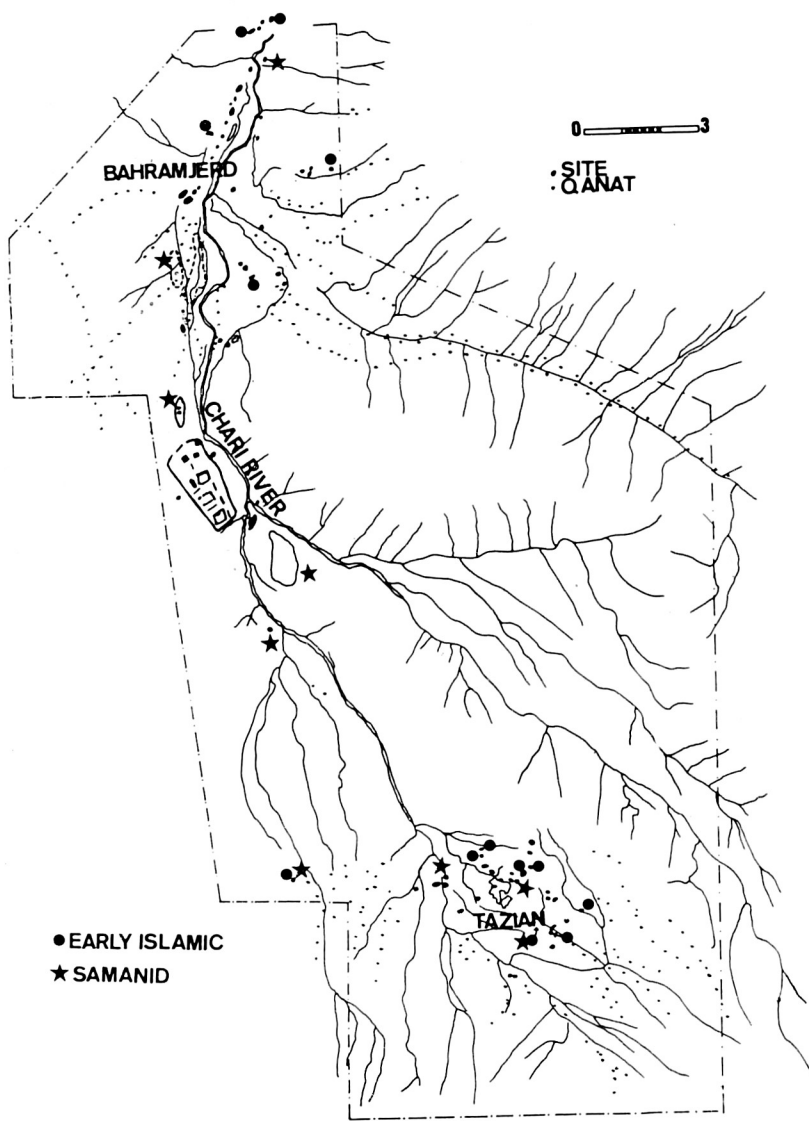 0 3
SITE
QANAT
BAHRAMJERD
CHARI RIVER
TAZIAN
EARLY ISLAMIC
SAMANID